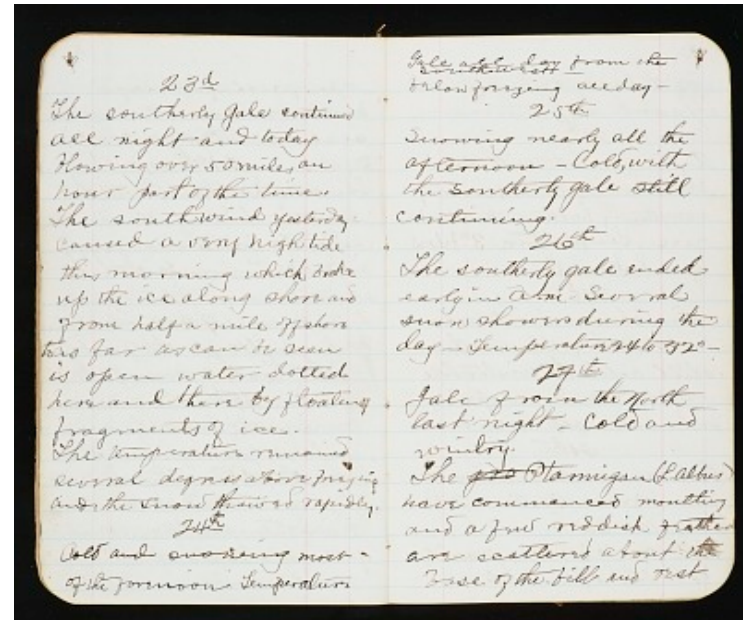 23d
The southerly gale continued
all night and today
Flowing over 50 miles an
hour part of the time.
The south wind yesterday
caused a very high tide
this morning which broke
up the ice along shore and
from half a mile off shore
as far as can be seen
is open water dotted
here and there by floating
fragments of ice.
The temperature remained
several degrees above freezing
and the snow thawed rapidly.
24th
Cold and snowing most
of the forenoon Temperature
Gale all day from the
southwest
below freezing all day -
25th
Snowing nearly all the
afternoon - Cold, with
the southerly gale still
continuing.
26th
The southerly gale ended
early in a.m. Several
snow showers during the
day - Temperature 24 to 32° -
27th
Gale from the North
last night - Cold and
wintry.
The Ptarmigan (L. albus)
have commenced moulting
and a few reddish feathers
are scattered about the
base of the bill and rest